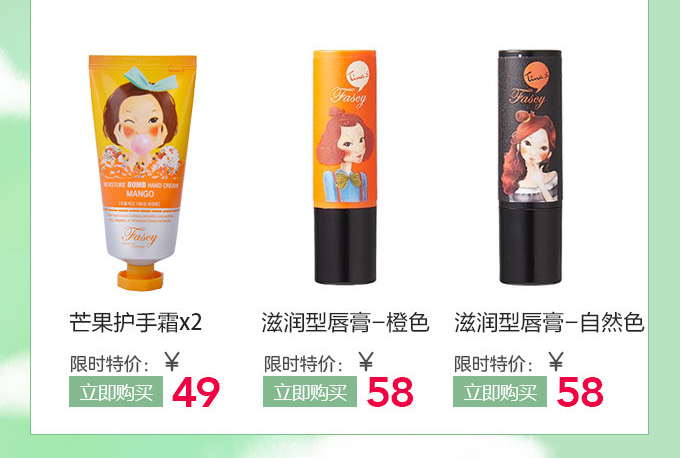 Tina.S
Fascy
MOISTURE BOMB HAND CREAM
MANGO
Fascy
Tina.S
Fascy
芒果护手霜x2
滋润型唇膏-橙色
滋润型唇膏-自然色
限时特价：￥
限时特价：￥
限时特价：￥
立即购买 49
立即购买 58
立即购买 58